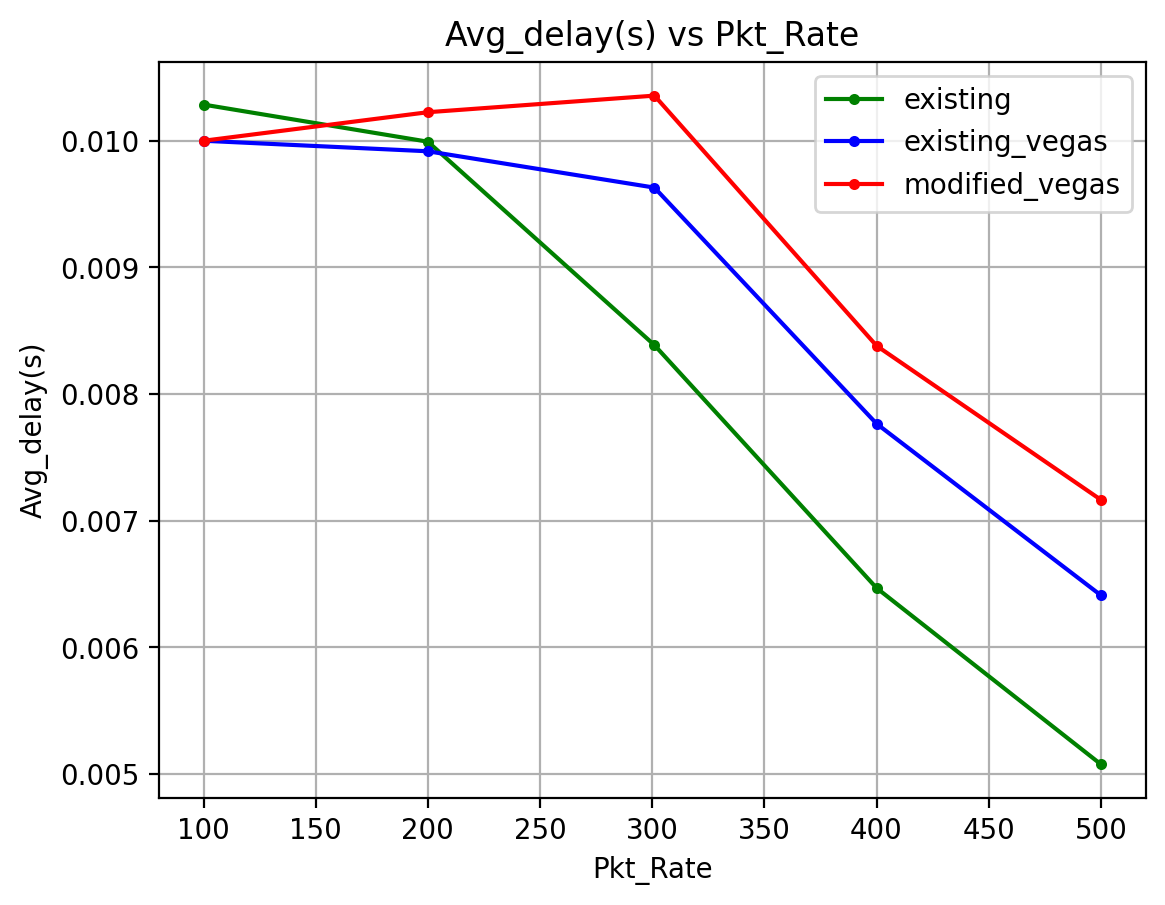 Avg_delay(s) vs Pkt_Rate
existing
existing_vegas
modified_vegas
0.010
0.009
0.008
0.007
0.006
0.005
Avg_delay(s)
100 150 200 250 300 350 400 450 500
Pkt_Rate